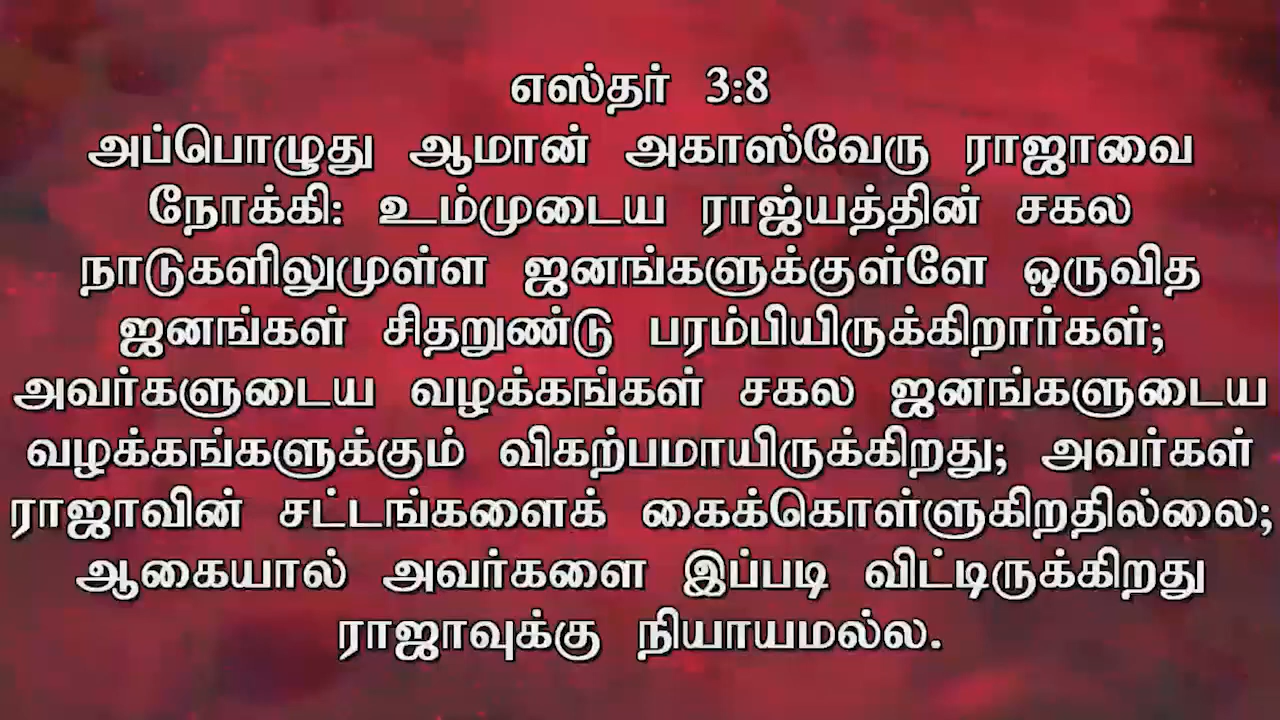 எஸ்தர் 3:8
அப்பொழுது ஆமான் அகாஸ்வேரு ராஜாவை
நோக்கி: உம்முடைய ராஜ்யத்தின் சகல
நாடுகளிலுமுள்ள ஜனங்களுக்குள்ளே ஒருவித
ஜனங்கள் சிதறுண்டு பரம்பியிருக்கிறார்கள்;
அவர்களுடைய வழக்கங்கள் சகல ஜனங்களுடைய
வழக்கங்களுக்கும் விகற்பமாயிருக்கிறது; அவர்கள்
ராஜாவின் சட்டங்களைக் கைக்கொள்ளுகிறதில்லை;
ஆகையால் அவர்களை இப்படி விட்டிருக்கிறது
ராஜாவுக்கு நியாயமல்ல.